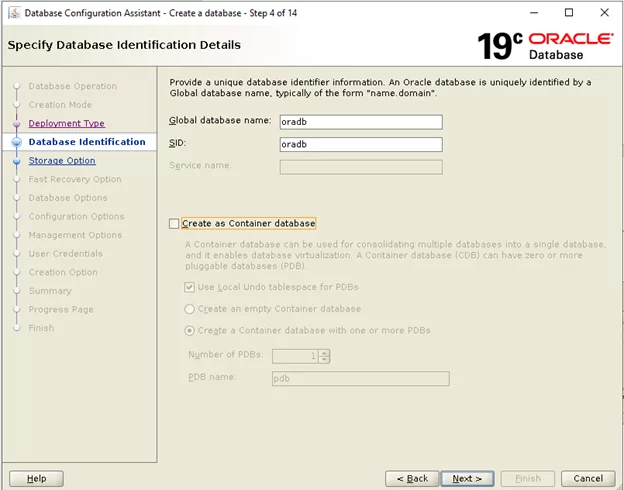 Database Configuration Assistant - Create a database - Step 4 of 14
Specify Database Identification Details
19c ORACLE
Database
Database Operation
Creation Mode
Deployment Type
Database Identification
Storage Option
Fast Recovery Option
Database Options
Configuration Options
Management Options
User Credentials
Creation Option
Summary
Progress Page
Finish
Provide a unique database identifier information. An Oracle database is uniquely identified by a
Global database name, typically of the form "name.domain".
Global database name: oradb
SID: oradb
Service name:
Create as Container database
A Container database can be used for consolidating multiple databases into a single database,
and it enables database virtualization. A Container database (CDB) can have zero or more
pluggable databases (PDB).
Use Local Undo tablespace for PDBs
Create an empty Container database
Create a Container database with one or more PDBs
Number of PDBs: 1
PDB name: pdb
Help
< Back
Next >
Finish
Cancel